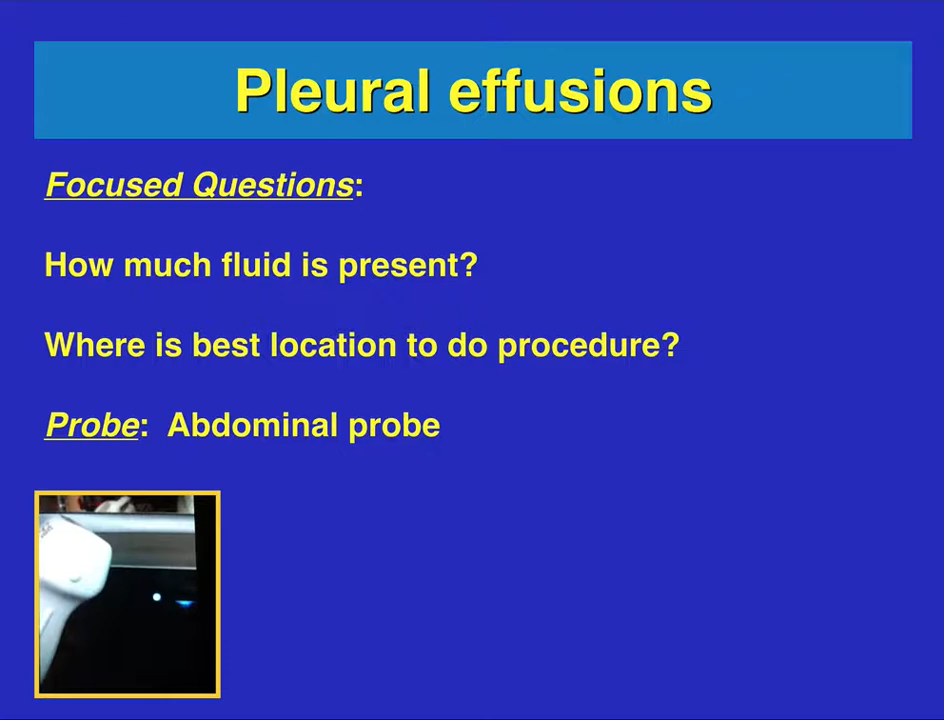 Pleural effusions
Focused Questions:
How much fluid is present?
Where is best location to do procedure?
Probe:  Abdominal probe